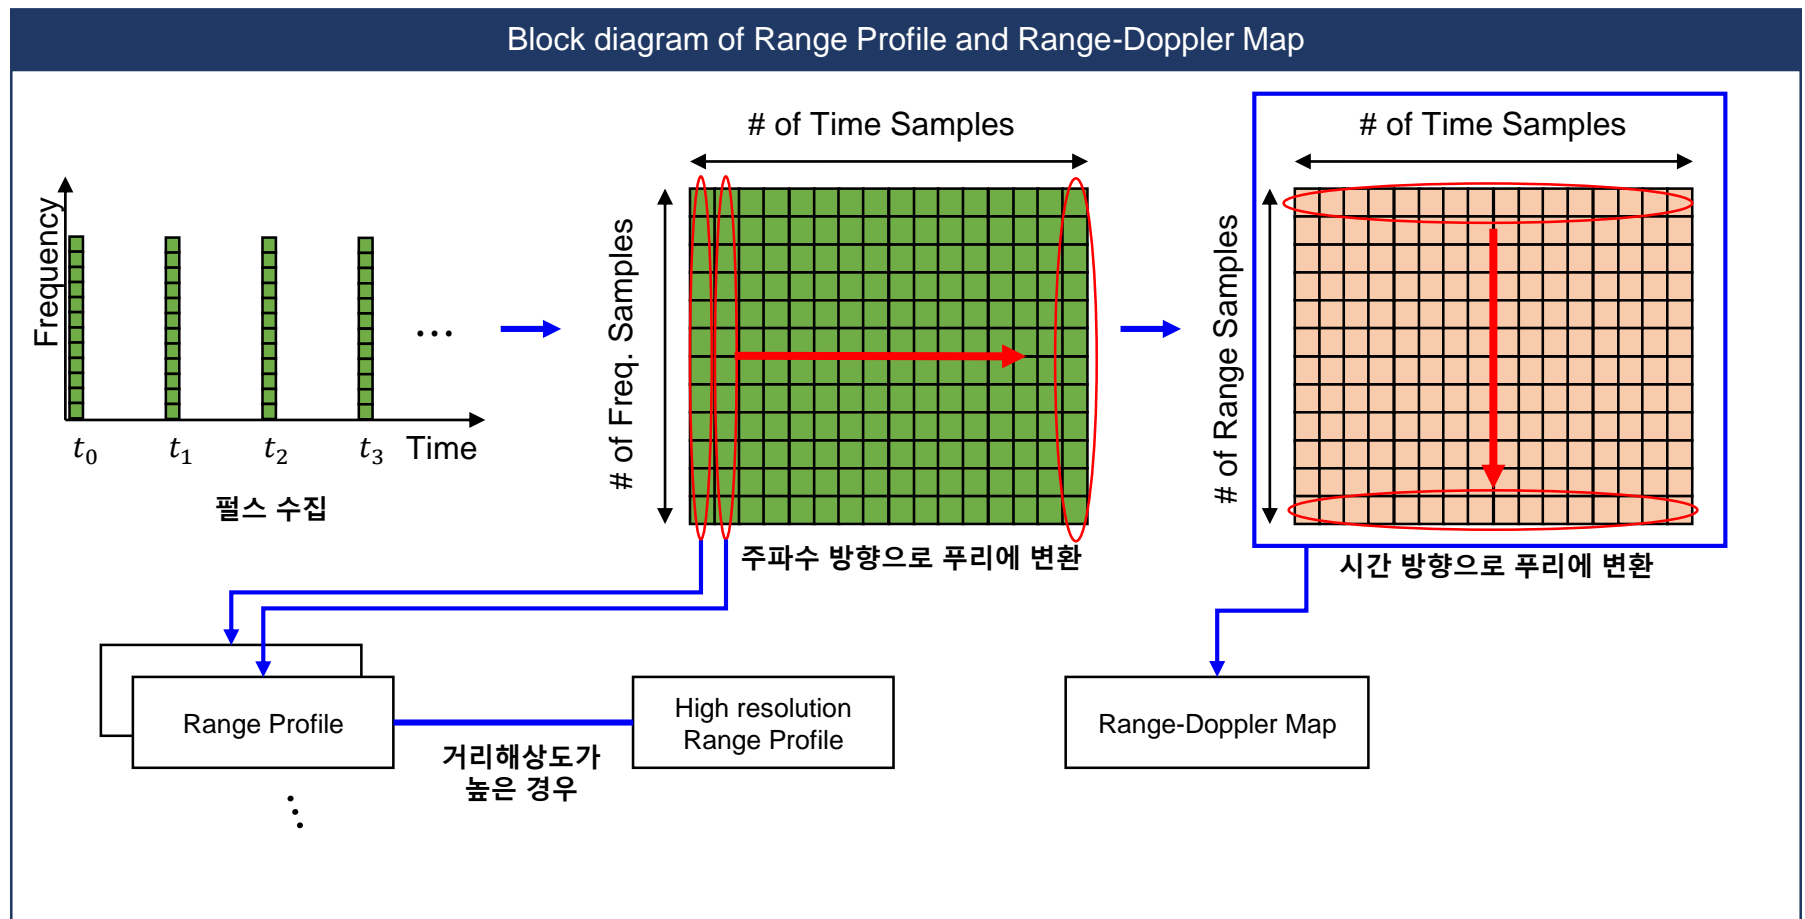 Block diagram of Range Profile and Range-Doppler Map
Frequency
t₀
t₁
t₂
t₃
Time
...
펄스 수집
# of Time Samples
# of Freq. Samples
주파수 방향으로 푸리에 변환
# of Time Samples
# of Range Samples
시간 방향으로 푸리에 변환
Range Profile
거리해상도가
높은 경우
High resolution
Range Profile
Range-Doppler Map
...